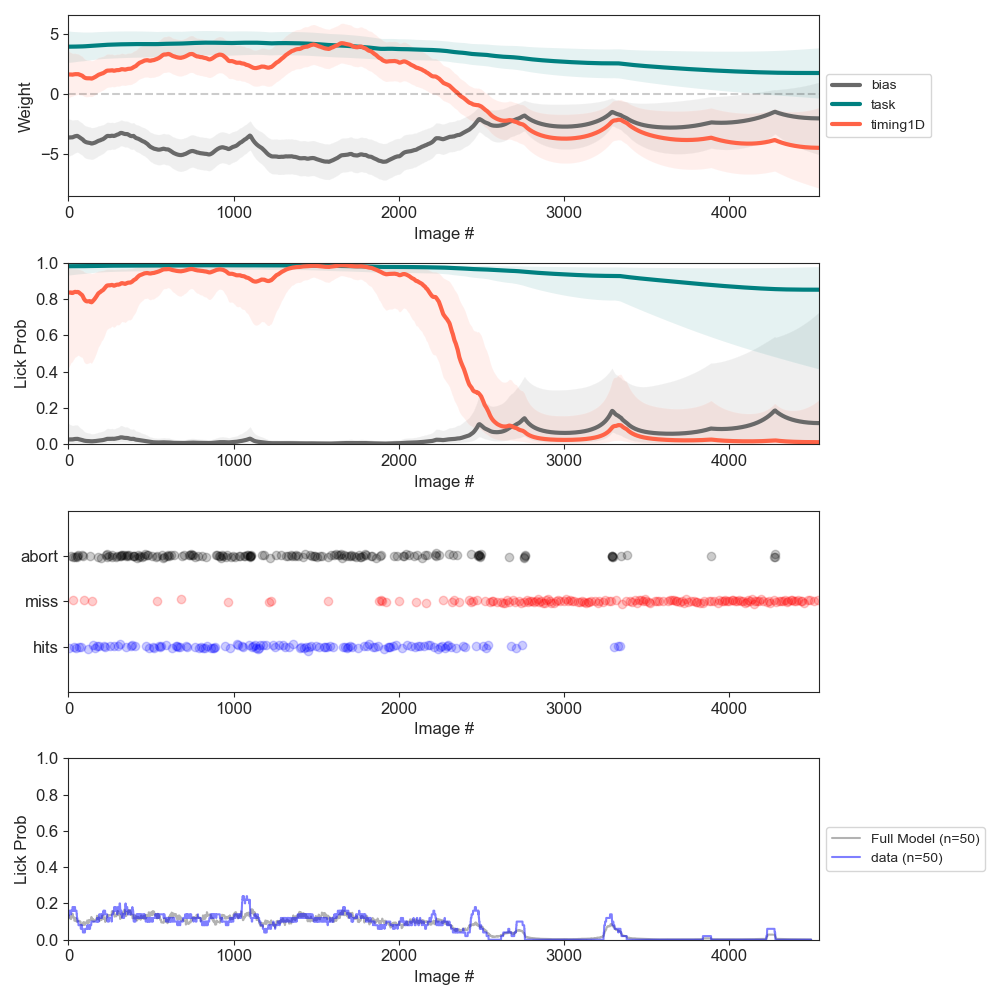 5
0
−5
Weight
0
1000
2000
3000
4000
Image #
bias
task
timing1D
1.0
0.8
0.6
0.4
0.2
0.0
Lick Prob
0
1000
2000
3000
4000
Image #
abort
miss
hits
0
1000
2000
3000
4000
Image #
1.0
0.8
0.6
0.4
0.2
0.0
Lick Prob
0
1000
2000
3000
4000
Image #
Full Model (n=50)
data (n=50)